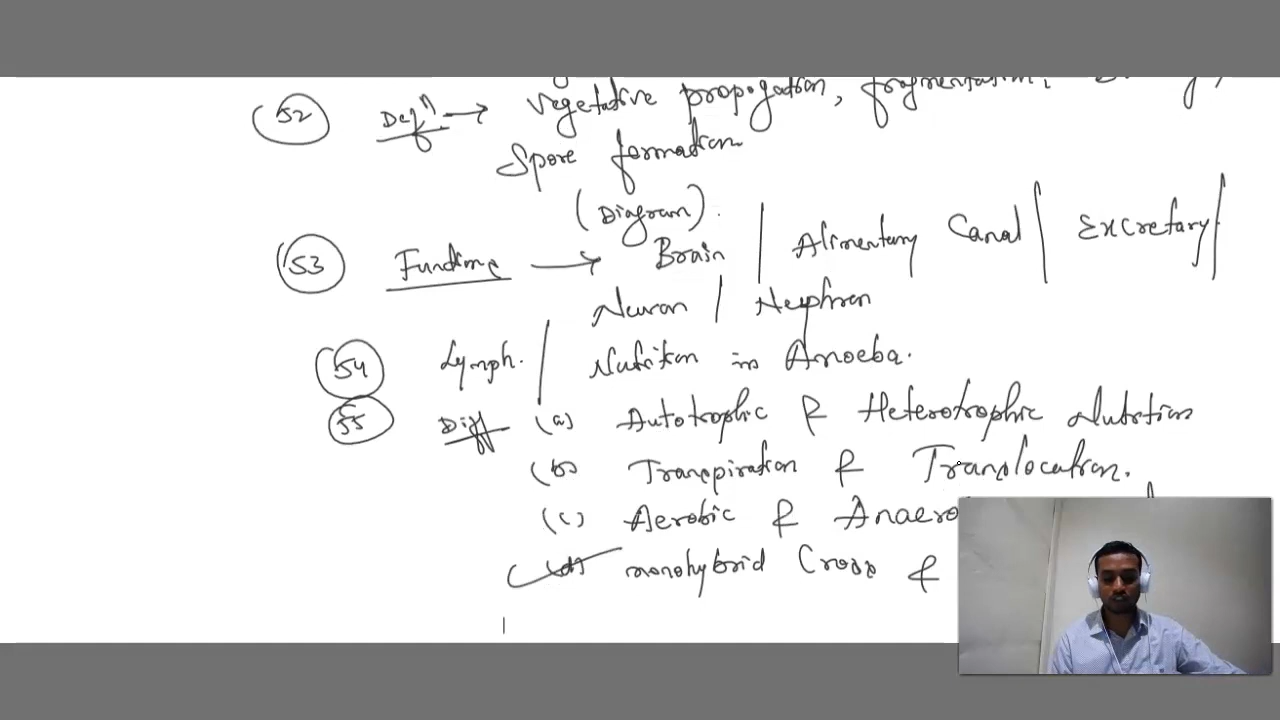 52 Defn → Vegetative propogation, fragmentation,
Spore formation
(Diagram).
53 Functions → Brain | Alimentary Canal | Excretary |
Neuron | Nephron
54 Lymph. | Nutrition in Amoeba.
55 Diff (a) Autotrophic & Heterotrophic Nutrition
(b) Transpiration & Translocation.
(c) Aerobic & Anaero
(d) monohybrid Cross &